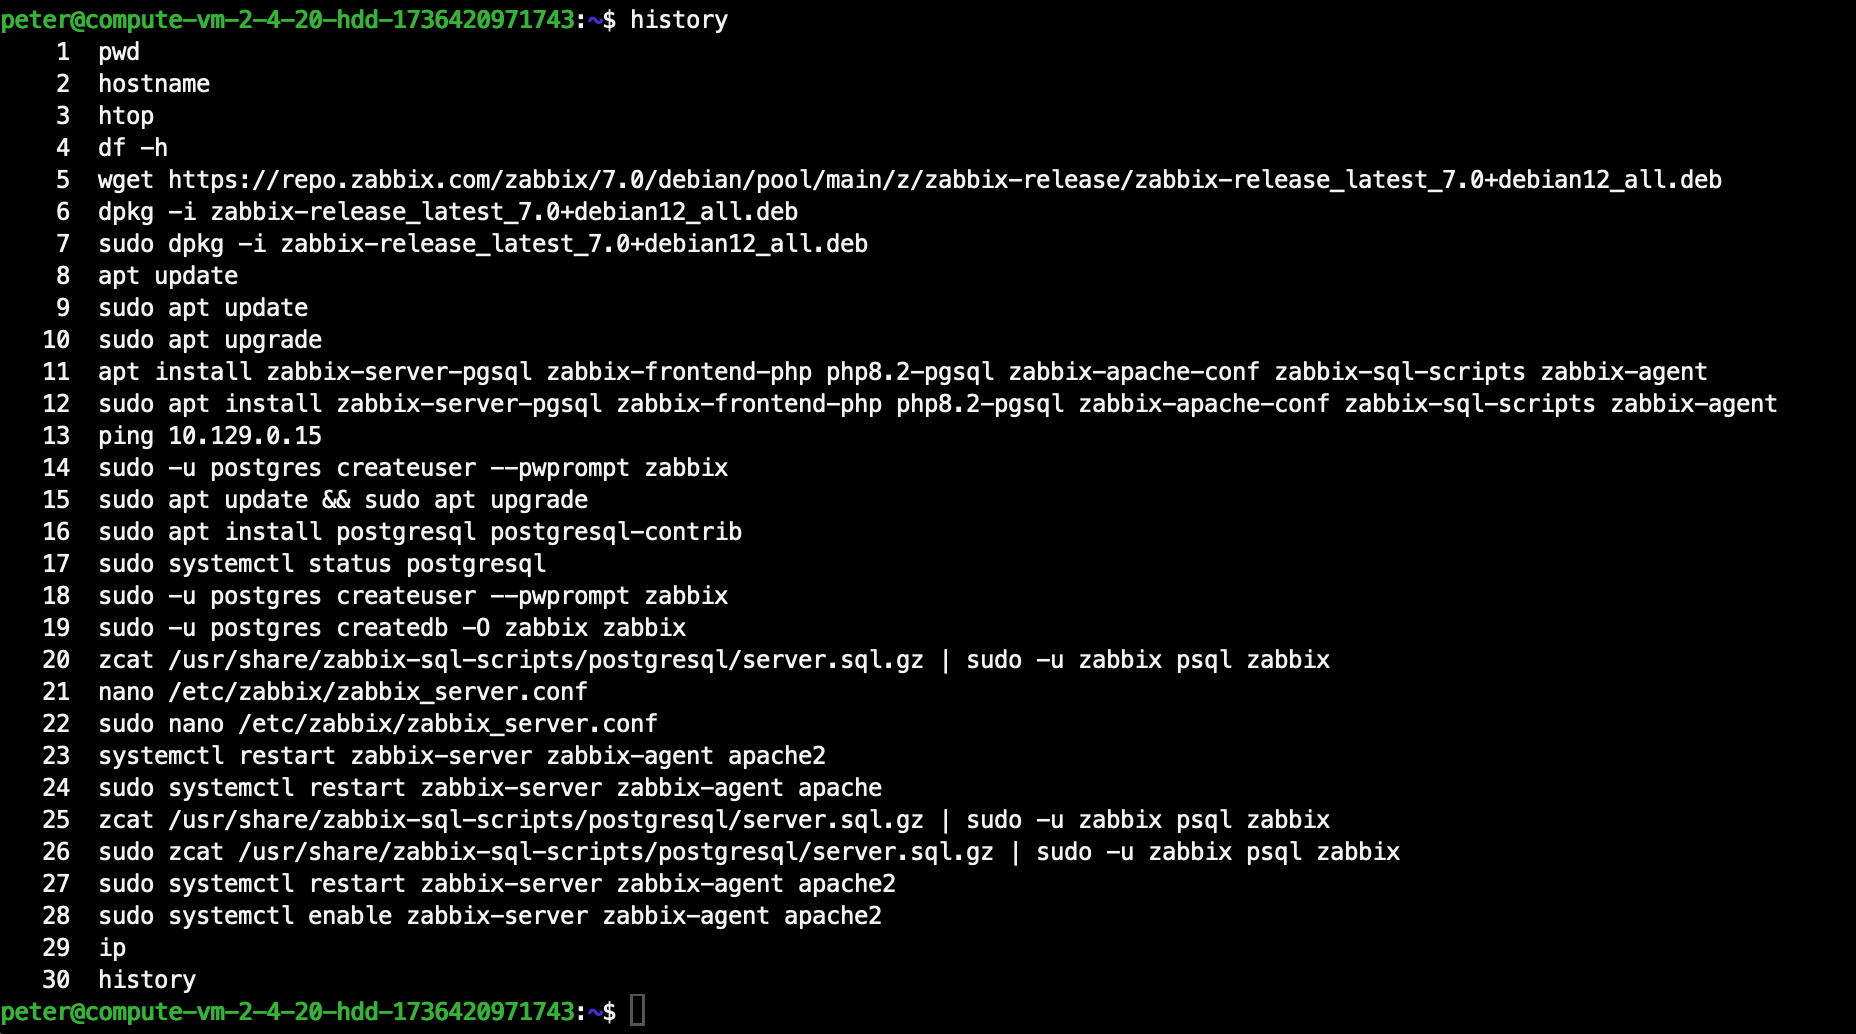 peter@compute-vm-2-4-20-hdd-1736420971743:~$ history
1 pwd
2 hostname
3 htop
4 df -h
5 wget https://repo.zabbix.com/zabbix/7.0/debian/pool/main/z/zabbix-release/zabbix-release_latest_7.0+debian12_all.deb
6 dpkg -i zabbix-release_latest_7.0+debian12_all.deb
7 sudo dpkg -i zabbix-release_latest_7.0+debian12_all.deb
8 apt update
9 sudo apt update
10 sudo apt upgrade
11 apt install zabbix-server-pgsql zabbix-frontend-php php8.2-pgsql zabbix-apache-conf zabbix-sql-scripts zabbix-agent
12 sudo apt install zabbix-server-pgsql zabbix-frontend-php php8.2-pgsql zabbix-apache-conf zabbix-sql-scripts zabbix-agent
13 ping 10.129.0.15
14 sudo -u postgres createuser --pwprompt zabbix
15 sudo apt update && sudo apt upgrade
16 sudo apt install postgresql postgresql-contrib
17 sudo systemctl status postgresql
18 sudo -u postgres createuser --pwprompt zabbix
19 sudo -u postgres createdb -O zabbix zabbix
20 zcat /usr/share/zabbix-sql-scripts/postgresql/server.sql.gz | sudo -u zabbix psql zabbix
21 nano /etc/zabbix/zabbix_server.conf
22 sudo nano /etc/zabbix/zabbix_server.conf
23 systemctl restart zabbix-server zabbix-agent apache2
24 sudo systemctl restart zabbix-server zabbix-agent apache
25 zcat /usr/share/zabbix-sql-scripts/postgresql/server.sql.gz | sudo -u zabbix psql zabbix
26 sudo zcat /usr/share/zabbix-sql-scripts/postgresql/server.sql.gz | sudo -u zabbix psql zabbix
27 sudo systemctl restart zabbix-server zabbix-agent apache2
28 sudo systemctl enable zabbix-server zabbix-agent apache2
29 ip
30 history
peter@compute-vm-2-4-20-hdd-1736420971743:~$